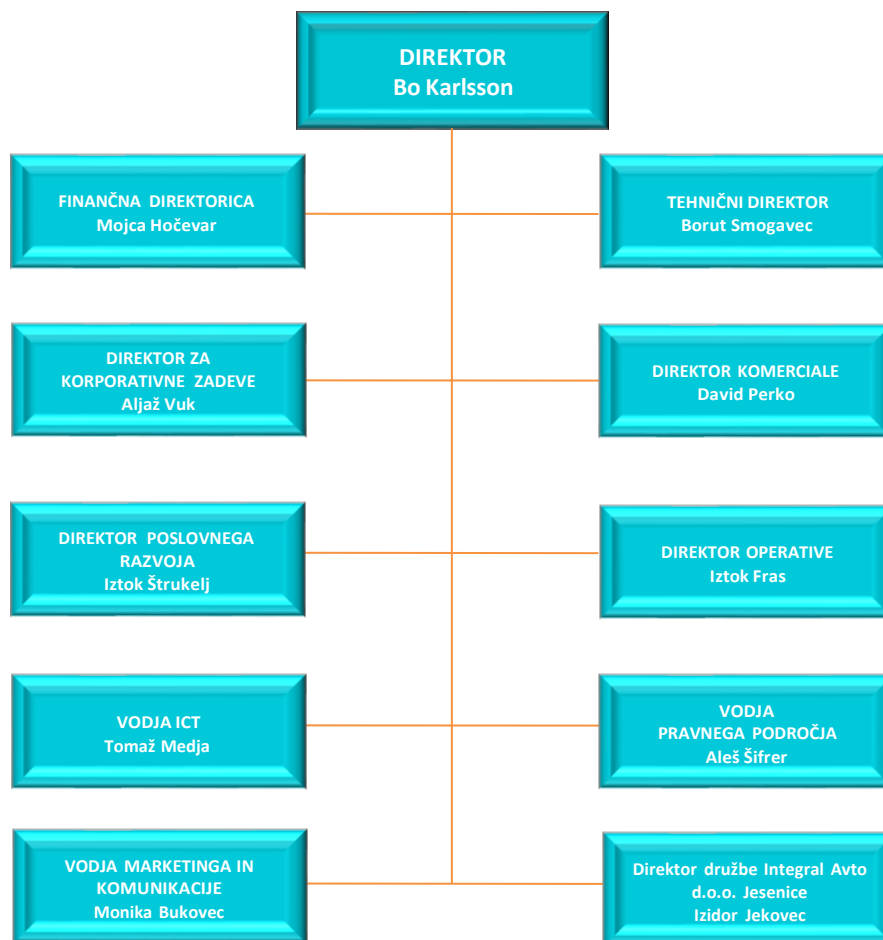 DIREKTOR
Bo Karlsson
FINANČNA DIREKTORICA
Mojca Hočevar
TEHNIČNI DIREKTOR
Borut Smogavec
DIREKTOR ZA
KORPORATIVNE ZADEVE
Aljaž Vuk
DIREKTOR KOMERCIALE
David Perko
DIREKTOR POSLOVNEGA
RAZVOJA
Iztok Štrukelj
DIREKTOR OPERATIVE
Iztok Fras
VODJA ICT
Tomaž Medja
VODJA
PRAVNEGA PODROČJA
Aleš Šifrer
VODJA MARKETINGA IN
KOMUNIKACIJE
Monika Bukovec
Direktor družbe Integral Avto
d.o.o. Jesenice
Izidor Jekovec